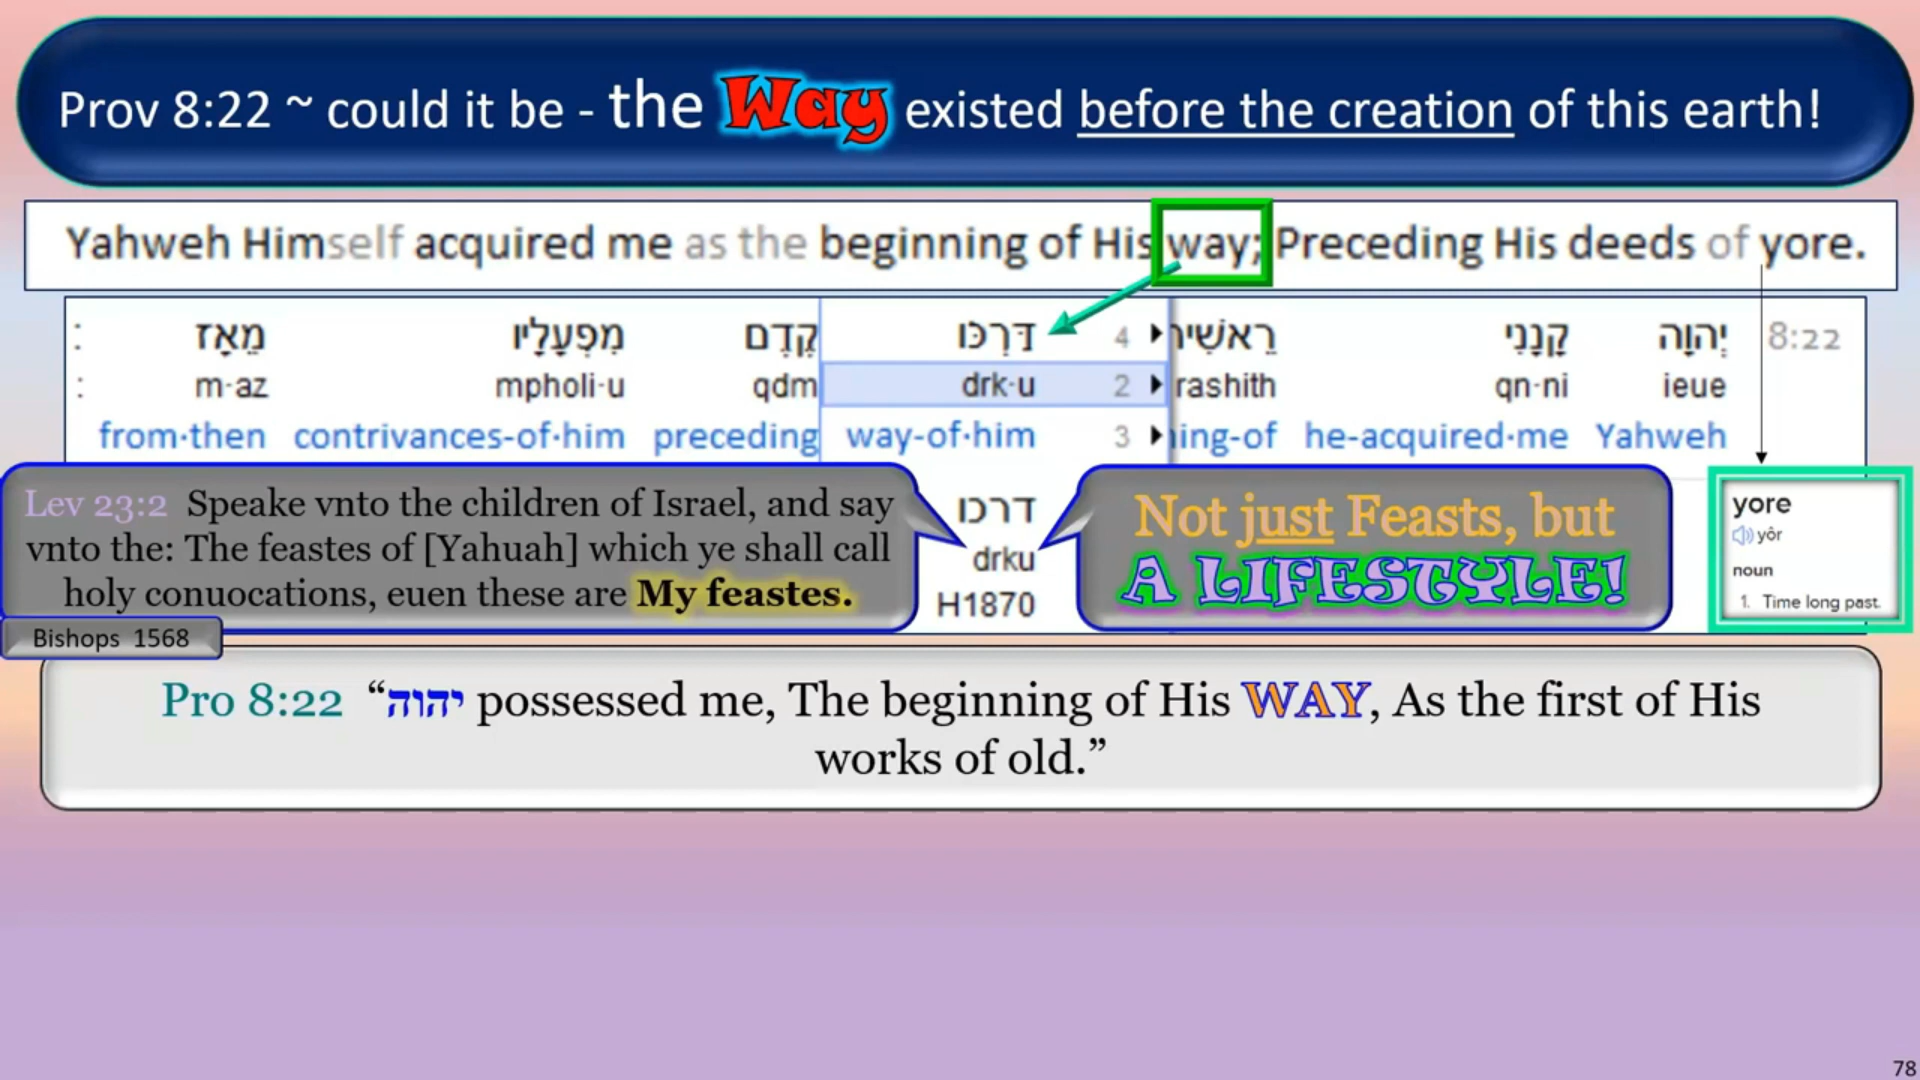 Prov 8:22 ~ could it be - the Way existed before the creation of this earth!
Yahweh Himself acquired me as the beginning of His way; Preceding His deeds of yore.
8:22 יְהוָה קָנָנִי רֵאשִׁית 4 דַּרְכּוֹ קֶדֶם מִפְעָלָיו מֵאָז :
: m·az mpholi·u qdm drk·u 2 rashith qn·ni ieue
from·then contrivances-of·him preceding way-of·him 3 ing-of he-acquired·me Yahweh
Lev 23:2 Speake vnto the children of Israel, and say
vnto the: The feastes of [Yahuah] which ye shall call
holy conuocations, euen these are My feastes.
Bishops 1568
דרכו
drku
H1870
Not just Feasts, but
A LIFESTYLE!
yore
yôr
noun
1. Time long past.
Pro 8:22 “יהוה possessed me, The beginning of His WAY, As the first of His
works of old.”
78